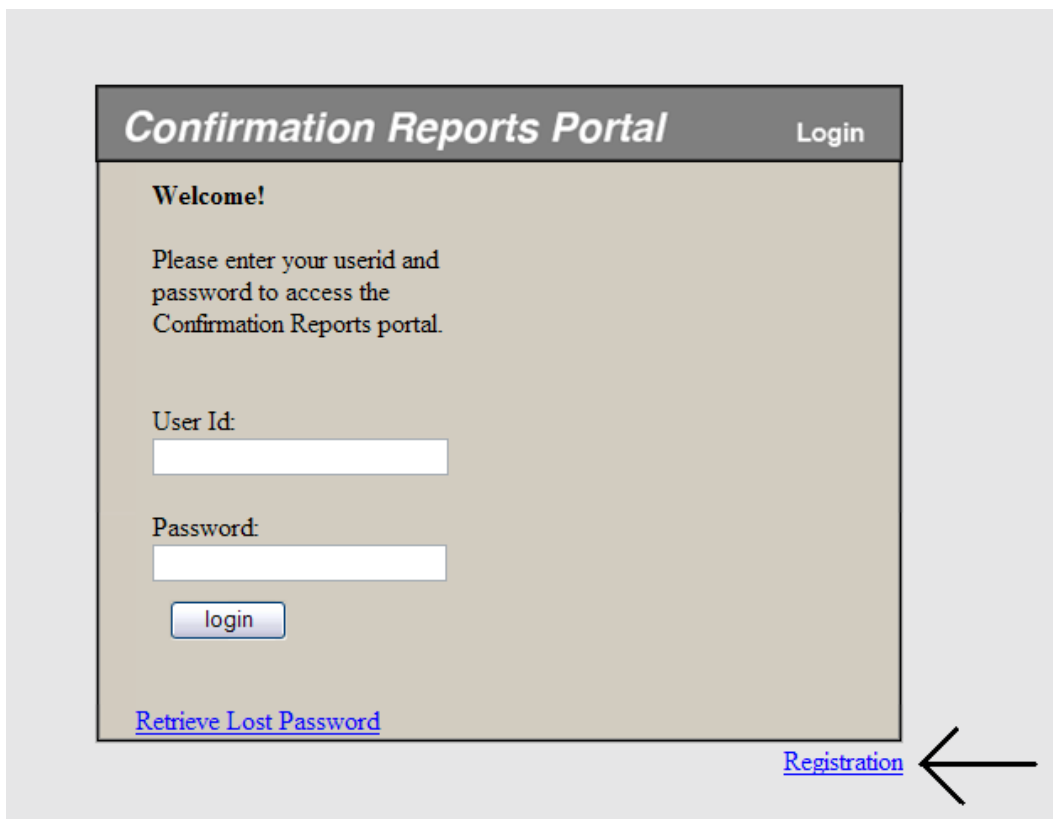 Confirmation Reports Portal
Login
Welcome!
Please enter your userid and
password to access the
Confirmation Reports portal.
User Id:
Password:
login
Retrieve Lost Password
Registration